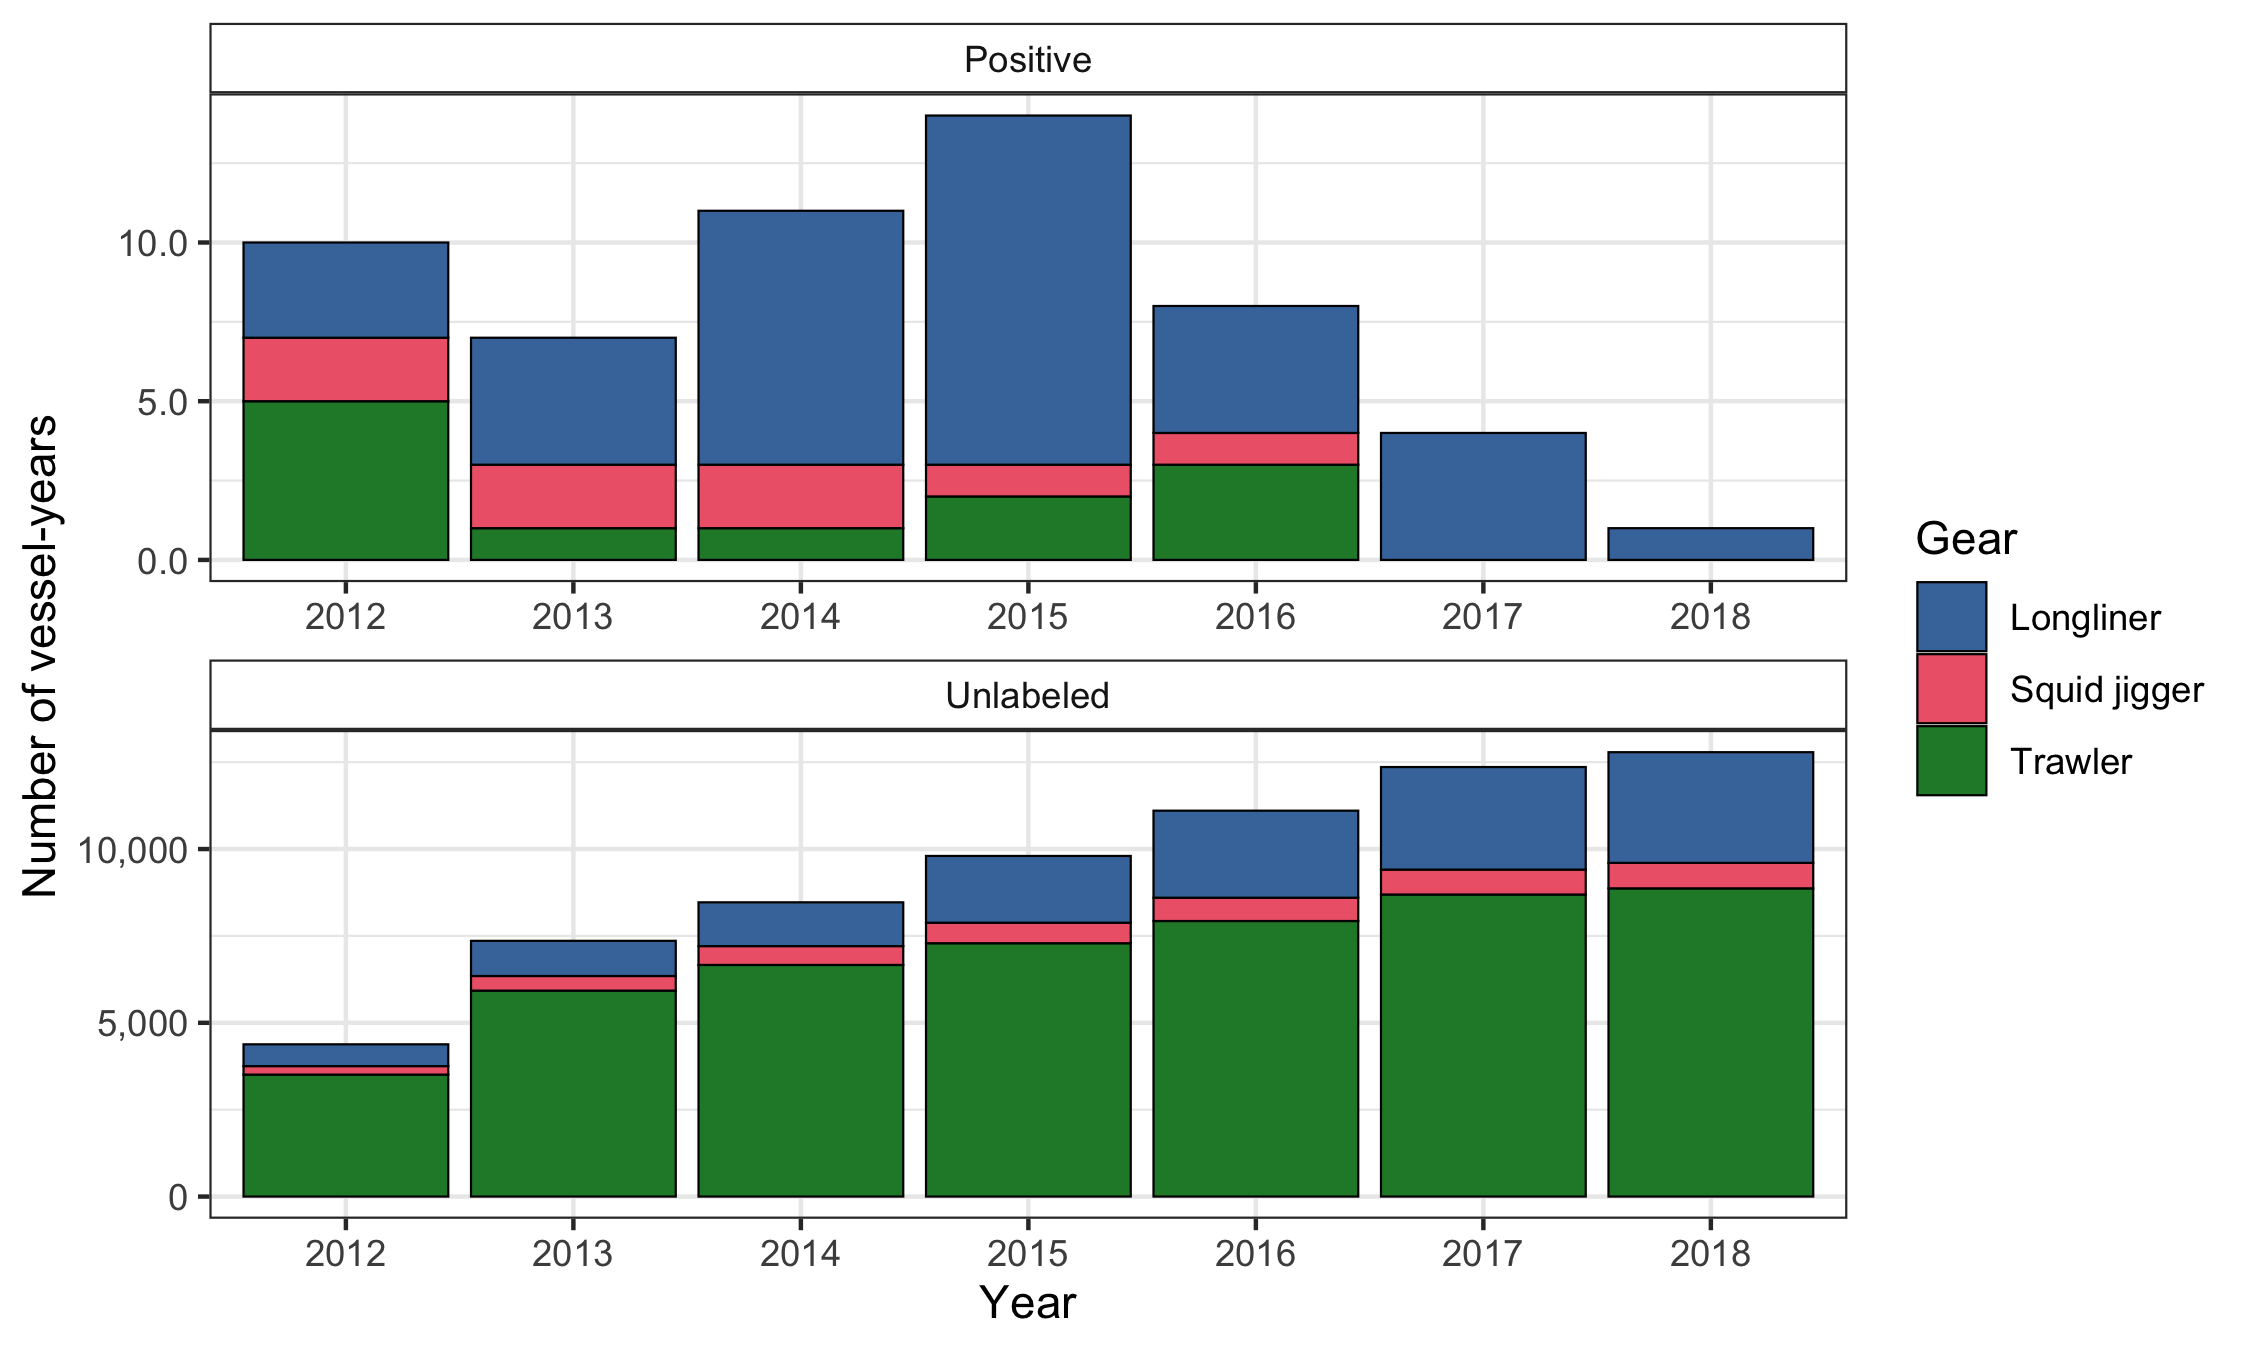 Positive
10.0
5.0
0.0
2012 2013 2014 2015 2016 2017 2018
Unlabeled
10,000
5,000
0
2012 2013 2014 2015 2016 2017 2018
Year
Number of vessel-years
Gear
Longliner
Squid jigger
Trawler